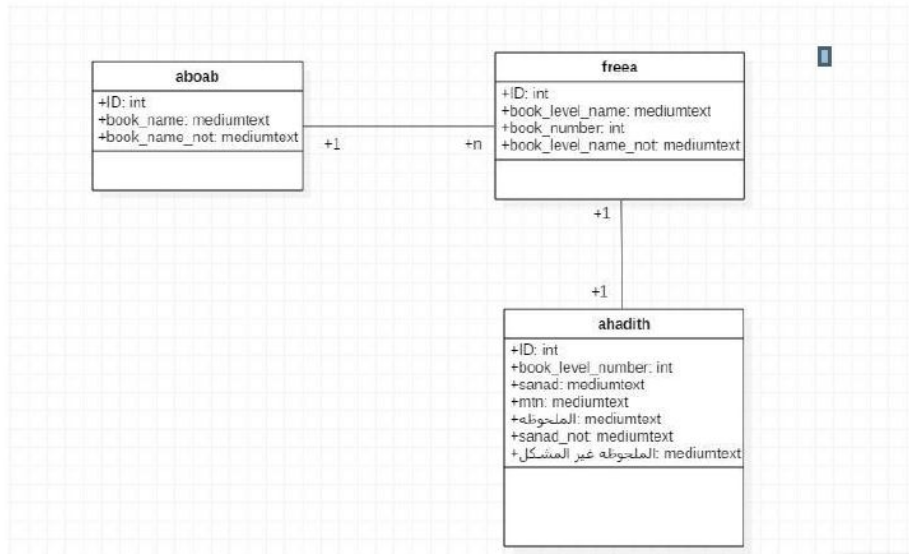 aboab
+ID: int
+book_name: mediumtext
+book_name_not: mediumtext
+1
+n
freea
+ID: int
+book_level_name: mediumtext
+book_number: int
+book_level_name_not: mediumtext
+1
+1
ahadith
+ID: int
+book_level_number: int
+sanad: mediumtext
+mtn: mediumtext
+الملحوظه: mediumtext
+sanad_not: mediumtext
+الملحوظه غير المشكل: mediumtext